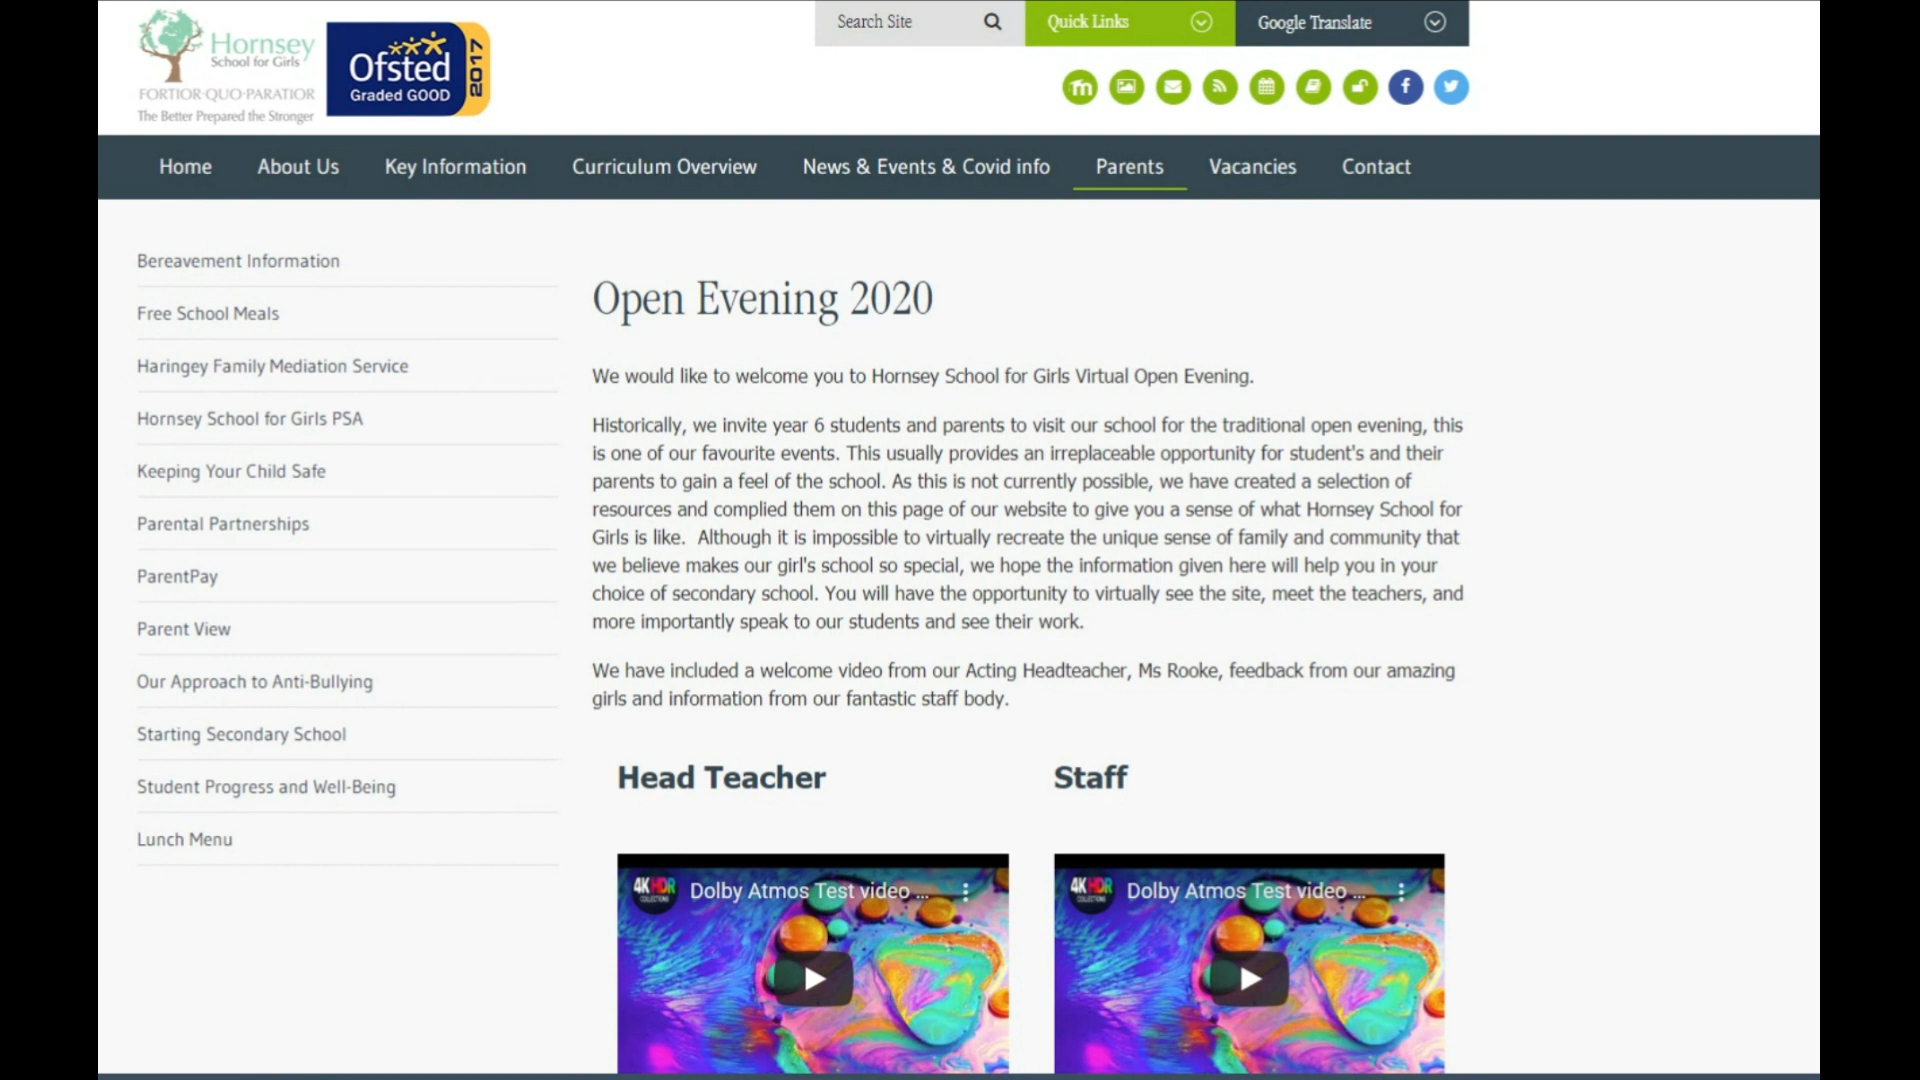 Hornsey
School for Girls
FORTIOR·QUO·PARATIOR
The Better Prepared the Stronger
Ofsted
Graded GOOD
2017
Search Site
Quick Links
Google Translate
Home
About Us
Key Information
Curriculum Overview
News & Events & Covid info
Parents
Vacancies
Contact
Bereavement Information
Free School Meals
Haringey Family Mediation Service
Hornsey School for Girls PSA
Keeping Your Child Safe
Parental Partnerships
ParentPay
Parent View
Our Approach to Anti-Bullying
Starting Secondary School
Student Progress and Well-Being
Lunch Menu
Open Evening 2020
We would like to welcome you to Hornsey School for Girls Virtual Open Evening.
Historically, we invite year 6 students and parents to visit our school for the traditional open evening, this
is one of our favourite events. This usually provides an irreplaceable opportunity for student's and their
parents to gain a feel of the school. As this is not currently possible, we have created a selection of
resources and complied them on this page of our website to give you a sense of what Hornsey School for
Girls is like.  Although it is impossible to virtually recreate the unique sense of family and community that
we believe makes our girl's school so special, we hope the information given here will help you in your
choice of secondary school. You will have the opportunity to virtually see the site, meet the teachers, and
more importantly speak to our students and see their work.
We have included a welcome video from our Acting Headteacher, Ms Rooke, feedback from our amazing
girls and information from our fantastic staff body.
Head Teacher
4K HDR
COLLECTIONS
Dolby Atmos Test video ...
Staff
4K HDR
COLLECTIONS
Dolby Atmos Test video ...